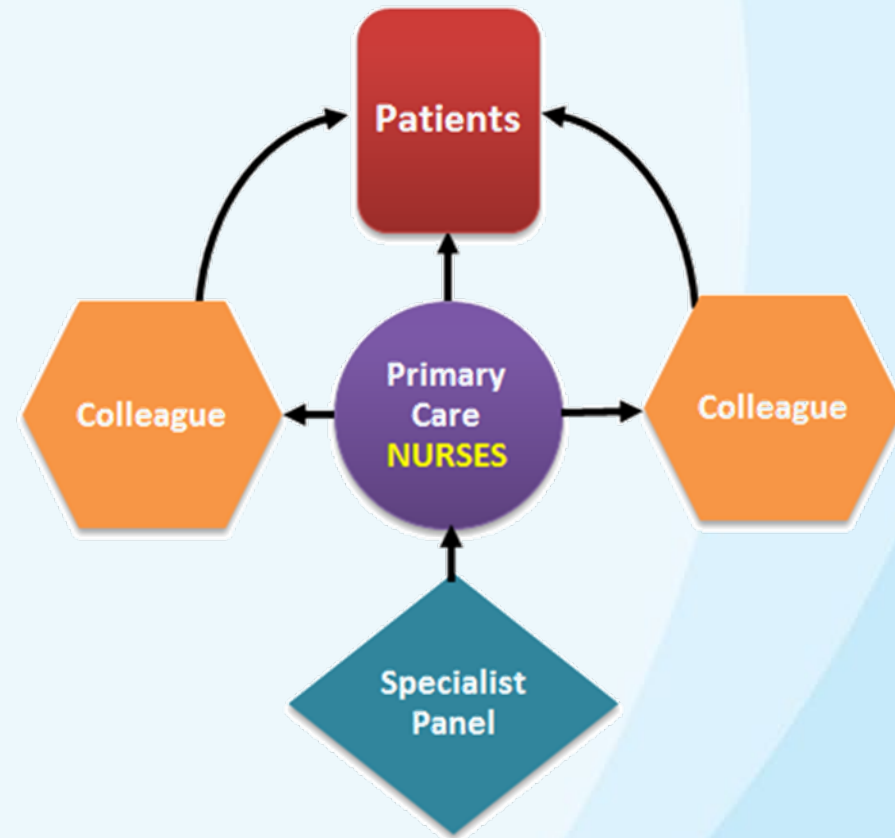 Patients
Colleague
Primary
Care
NURSES
Colleague
Specialist
Panel